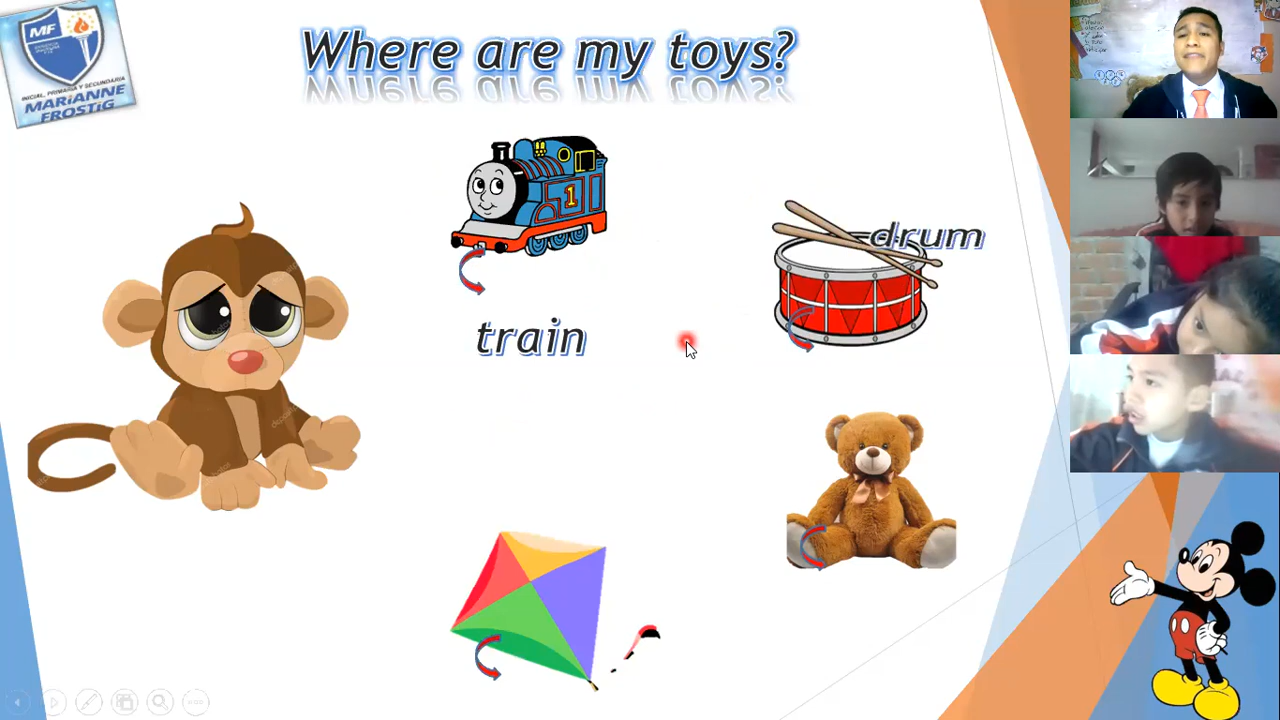 Where are my toys?
MF
INICIAL, PRIMARIA Y SECUNDARIA
MARIANNE
FROSTIG
1
drum
train